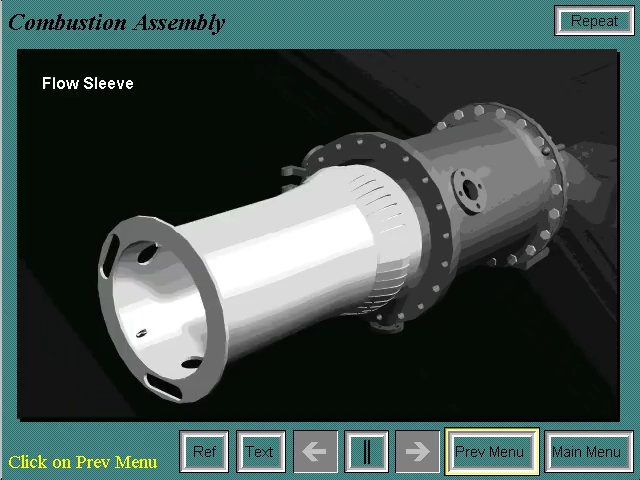 Combustion Assembly
Repeat
Flow Sleeve
Click on Prev Menu
Ref
Text
Prev Menu
Main Menu